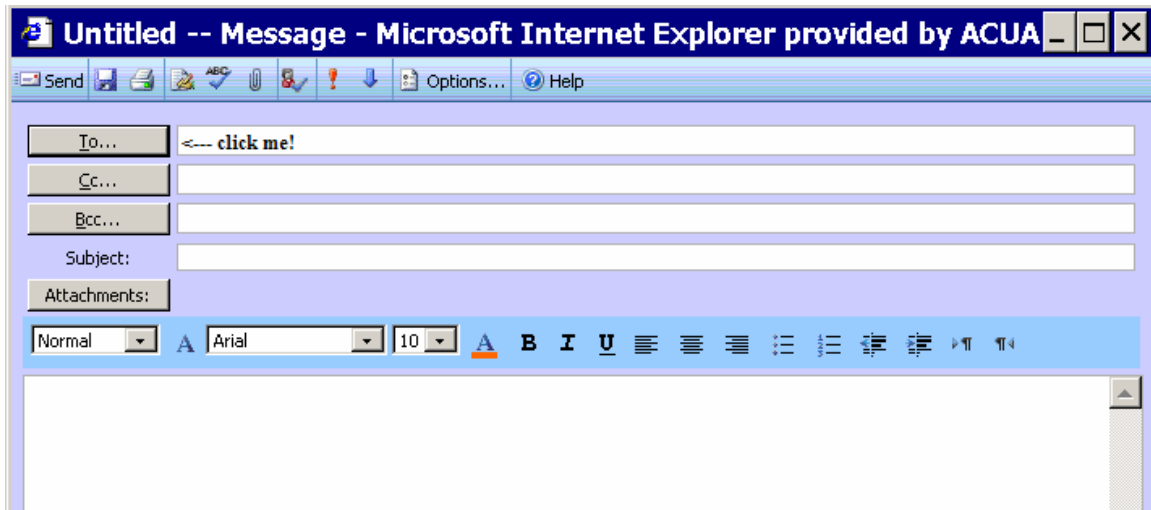 Untitled -- Message - Microsoft Internet Explorer provided by ACUA
Send ABC Options... Help
To... <--- click me!
Cc...
Bcc...
Subject:
Attachments:
Normal A Arial 10 A B I U